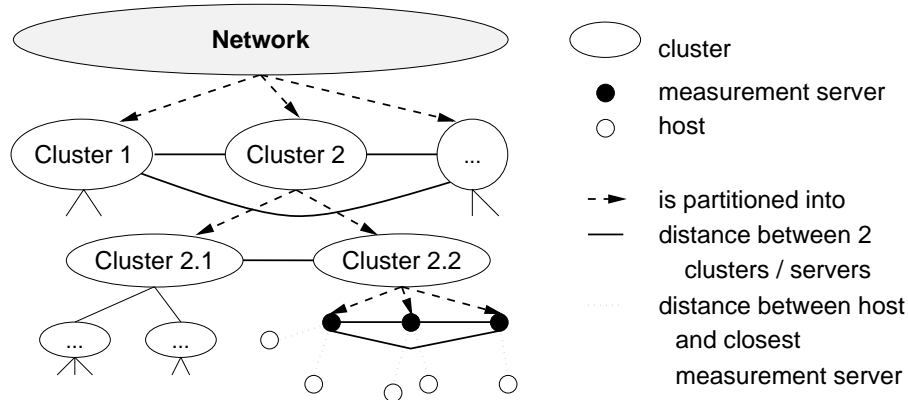 Network
cluster
measurement server
host
Cluster 1
Cluster 2
...
is partitioned into
distance between 2
clusters / servers
Cluster 2.1
Cluster 2.2
distance between host
and closest
measurement server
...
...